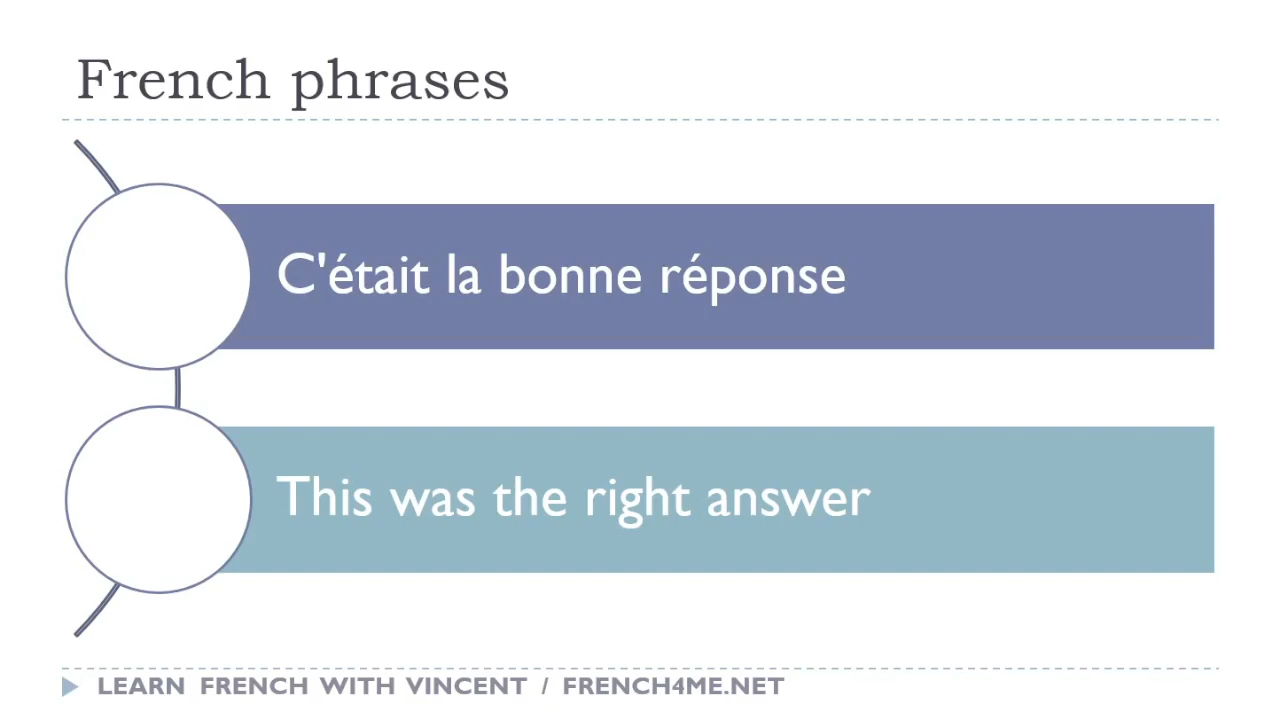 French phrases
C'était la bonne réponse
This was the right answer
LEARN FRENCH WITH VINCENT / FRENCH4ME.NET